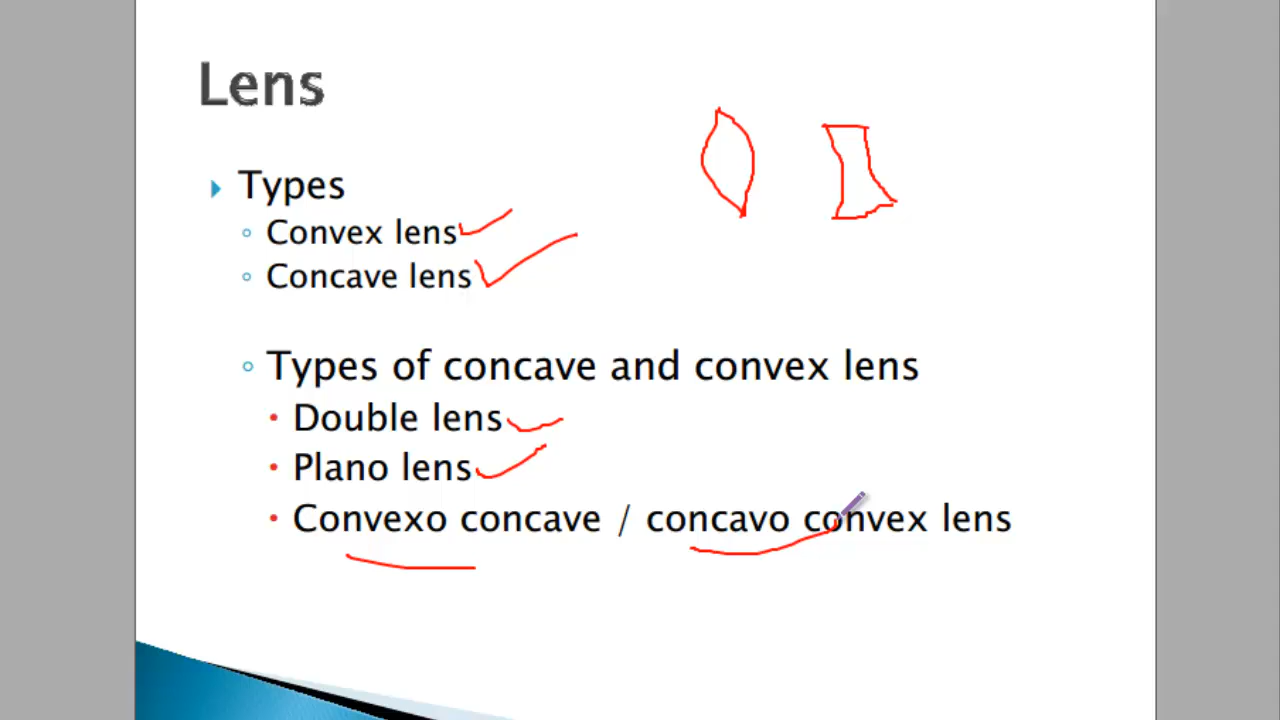 Lens
Types
Convex lens
Concave lens
Types of concave and convex lens
Double lens
Plano lens
Convexo concave / concavo convex lens